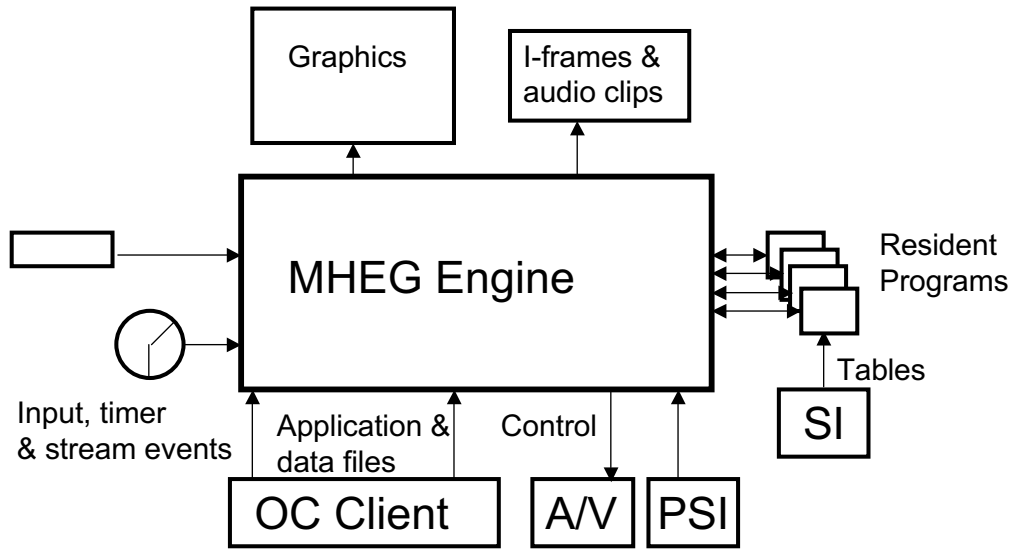 Graphics
I-frames &
audio clips
MHEG Engine
Resident
Programs
Tables
SI
Input, timer
& stream events
Application &
data files
Control
OC Client
A/V
PSI